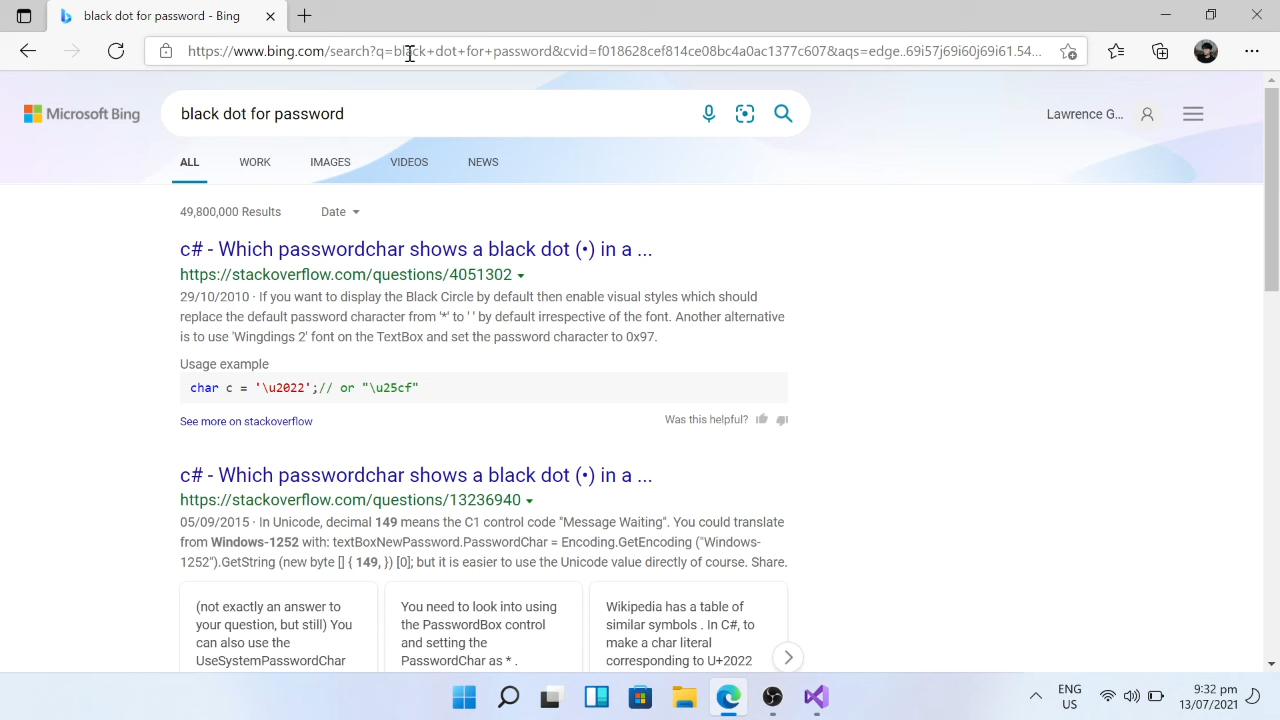 black dot for password - Bing
https://www.bing.com/search?q=black+dot+for+password&cvid=f018628cef814ce08bc4a0ac1377c607&aqs=edge..69i57j69i60j69i61.54...
Microsoft Bing
black dot for password
Lawrence G...
ALL
WORK
IMAGES
VIDEOS
NEWS
49,800,000 Results
Date
c# - Which passwordchar shows a black dot (•) in a ...
https://stackoverflow.com/questions/4051302
29/10/2010 · If you want to display the Black Circle by default then enable visual styles which should
replace the default password character from '*' to ' ' by default irrespective of the font. Another alternative
is to use 'Wingdings 2' font on the TextBox and set the password character to 0x97.
Usage example
char c = '\u2022';// or "\u25cf"
See more on stackoverflow
Was this helpful?
c# - Which passwordchar shows a black dot (•) in a ...
https://stackoverflow.com/questions/13236940
05/09/2015 · In Unicode, decimal 149 means the C1 control code "Message Waiting". You could translate
from Windows-1252 with: textBoxNewPassword.PasswordChar = Encoding.GetEncoding ("Windows-
1252").GetString (new byte [] { 149, }) [0]; but it is easier to use the Unicode value directly of course. Share.
(not exactly an answer to
your question, but still) You
can also use the
UseSystemPasswordChar
You need to look into using
the PasswordBox control
and setting the
PasswordChar as * .
Wikipedia has a table of
similar symbols . In C#, to
make a char literal
corresponding to U+2022
ENG
US
9:32 pm
13/07/2021